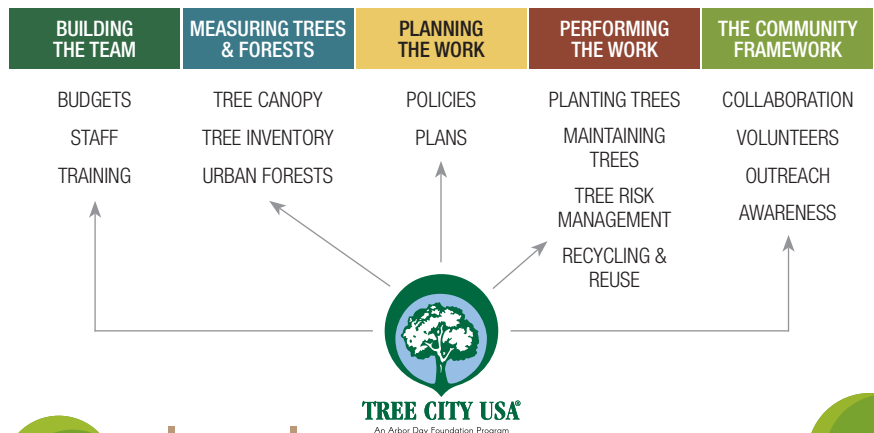 BUILDING
THE TEAM
MEASURING TREES
& FORESTS
PLANNING
THE WORK
PERFORMING
THE WORK
THE COMMUNITY
FRAMEWORK
BUDGETS
STAFF
TRAINING
TREE CANOPY
TREE INVENTORY
URBAN FORESTS
POLICIES
PLANS
PLANTING TREES
MAINTAINING
TREES
TREE RISK
MANAGEMENT
RECYCLING &
REUSE
COLLABORATION
VOLUNTEERS
OUTREACH
AWARENESS
TREE CITY USA®
An Arbor Day Foundation Program